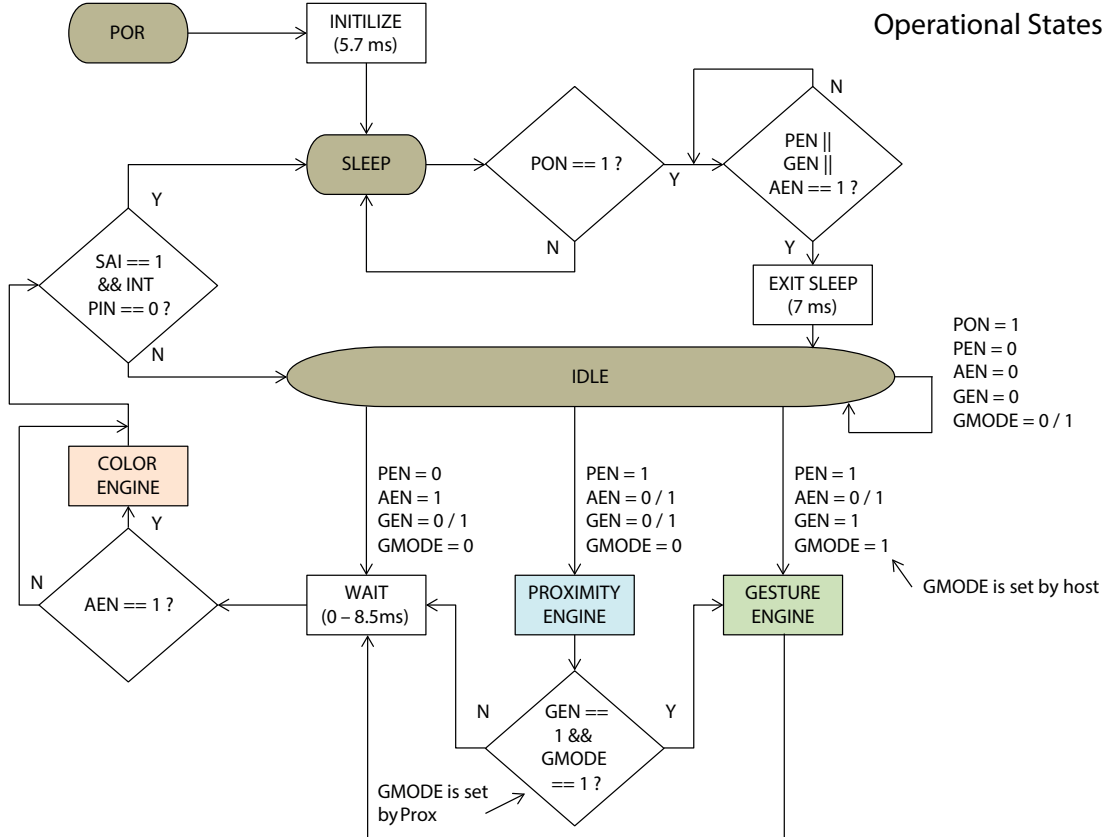 Operational States
POR
INITILIZE
(5.7 ms)
SLEEP
PON == 1 ?
Y
N
PEN ||
GEN ||
AEN == 1 ?
N
Y
EXIT SLEEP
(7 ms)
SAI == 1
&& INT
PIN == 0 ?
Y
N
IDLE
PON = 1
PEN = 0
AEN = 0
GEN = 0
GMODE = 0 / 1
PEN = 0
AEN = 1
GEN = 0 / 1
GMODE = 0
PEN = 1
AEN = 0 / 1
GEN = 0 / 1
GMODE = 0
PEN = 1
AEN = 0 / 1
GEN = 1
GMODE = 1
GMODE is set by host
COLOR
ENGINE
Y
N
AEN == 1 ?
WAIT
(0 – 8.5ms)
PROXIMITY
ENGINE
GESTURE
ENGINE
N
Y
GEN ==
1 &&
GMODE
== 1 ?
GMODE is set
by Prox